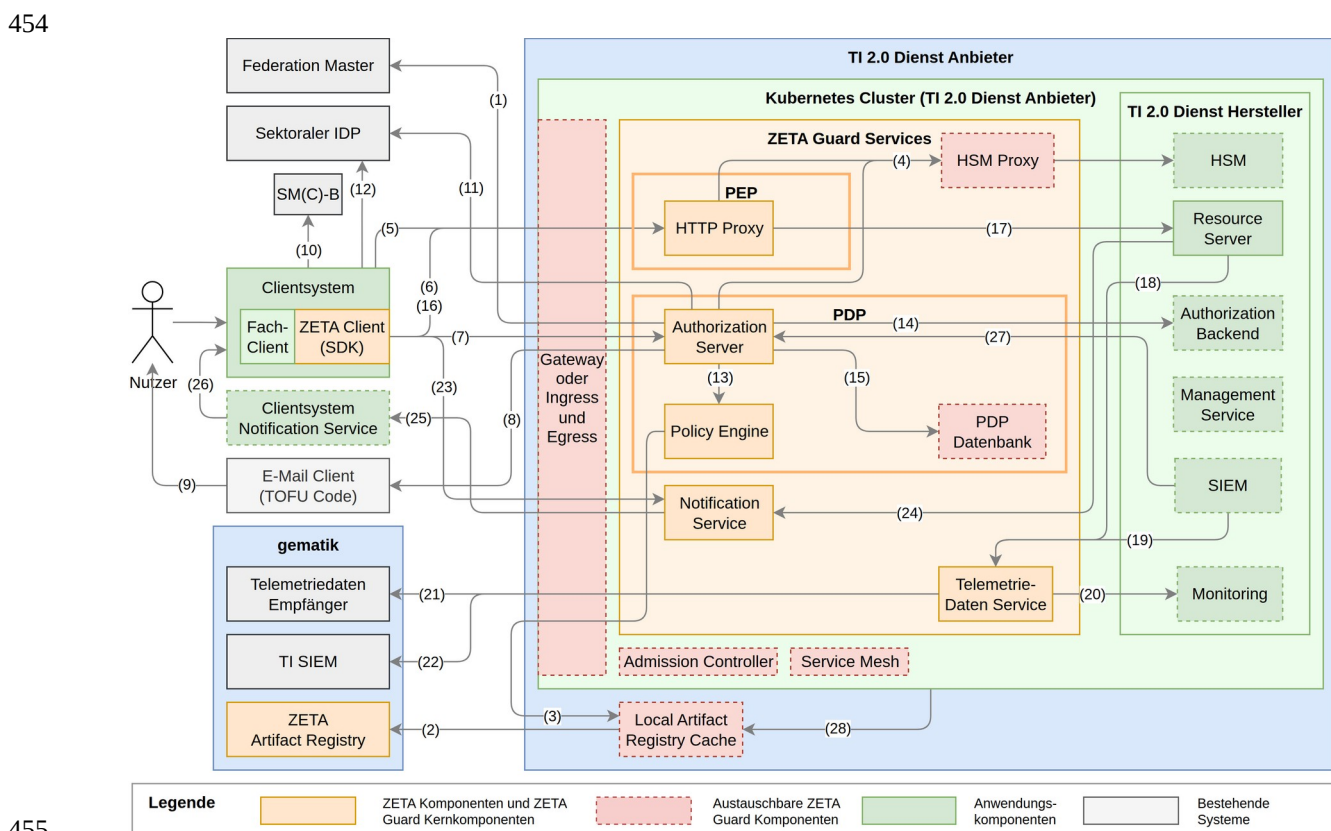 454
TI 2.0 Dienst Anbieter
Federation Master
(1)
Kubernetes Cluster (TI 2.0 Dienst Anbieter)
TI 2.0 Dienst Hersteller
Sektoraler IDP
ZETA Guard Services
(4)
HSM Proxy
HSM
SM(C)-B
(12)
(11)
PEP
(5)
HTTP Proxy
(17)
Resource
Server
(10)
(6)
(16)
(18)
Clientsystem
Fach-
Client
ZETA Client
(SDK)
(7)
PDP
Authorization
Server
(14)
(27)
Authorization
Backend
Gateway
oder
Ingress
und
Egress
Nutzer
(26)
(23)
(13)
(15)
Clientsystem
Notification Service
(25)
(8)
Policy Engine
PDP
Datenbank
Management
Service
(9)
E-Mail Client
(TOFU Code)
SIEM
Notification
Service
(24)
(19)
gematik
Telemetriedaten
Empfänger
(21)
Telemetrie-
Daten Service
(20)
Monitoring
TI SIEM
(22)
Admission Controller
Service Mesh
ZETA
Artifact Registry
(2)
(3)
Local Artifact
Registry Cache
(28)
Legende
ZETA Komponenten und ZETA
Guard Kernkomponenten
Austauschbare ZETA
Guard Komponenten
Anwendungs-
komponenten
Bestehende
Systeme
455